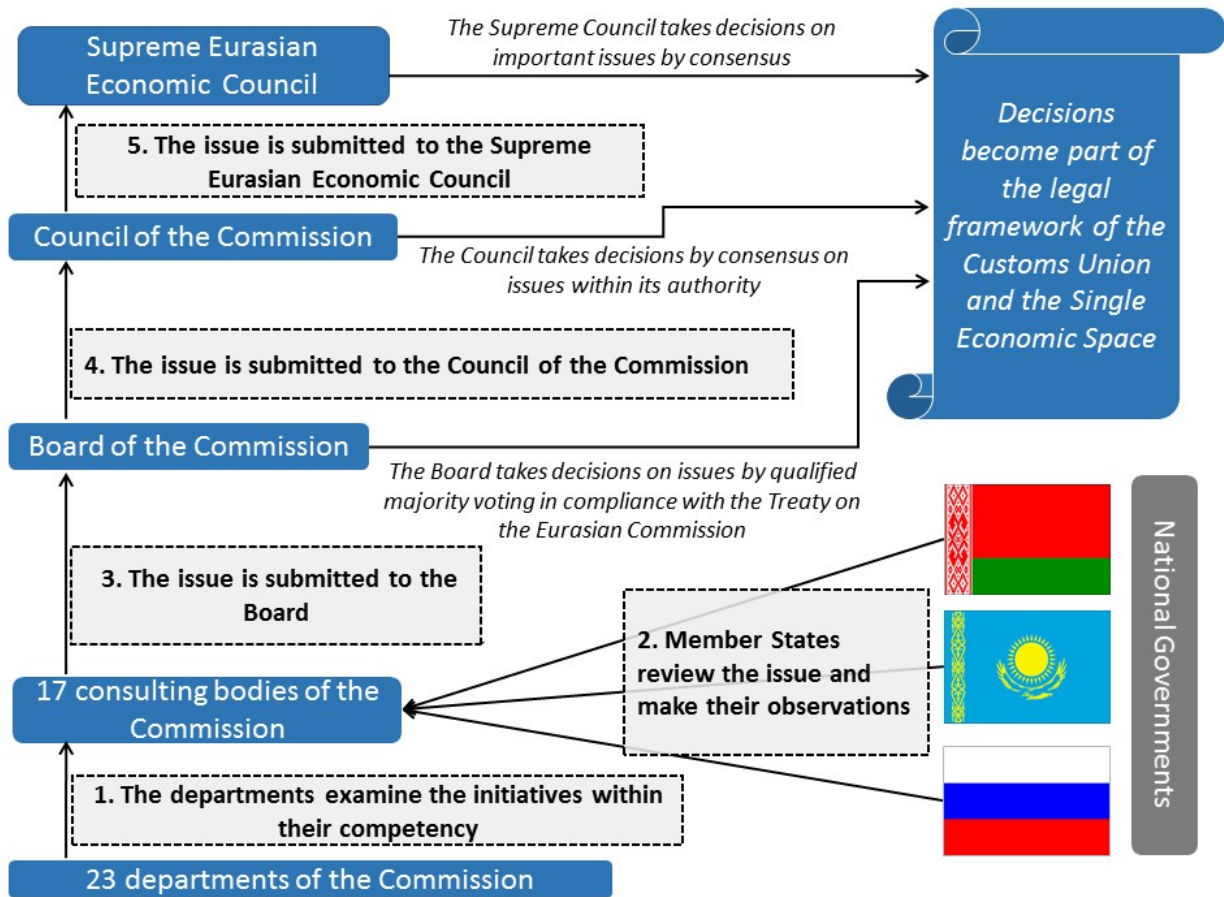 Supreme Eurasian
Economic Council
The Supreme Council takes decisions on
important issues by consensus
Decisions
become part of
the legal
framework of the
Customs Union
and the Single
Economic Space
5. The issue is submitted to the Supreme
Eurasian Economic Council
Council of the Commission
The Council takes decisions by consensus on
issues within its authority
4. The issue is submitted to the Council of the Commission
Board of the Commission
The Board takes decisions on issues by qualified
majority voting in compliance with the Treaty on
the Eurasian Commission
3. The issue is submitted to the
Board
2. Member States
review the issue and
make their observations
National Governments
17 consulting bodies of the
Commission
1. The departments examine the initiatives within
their competency
23 departments of the Commission